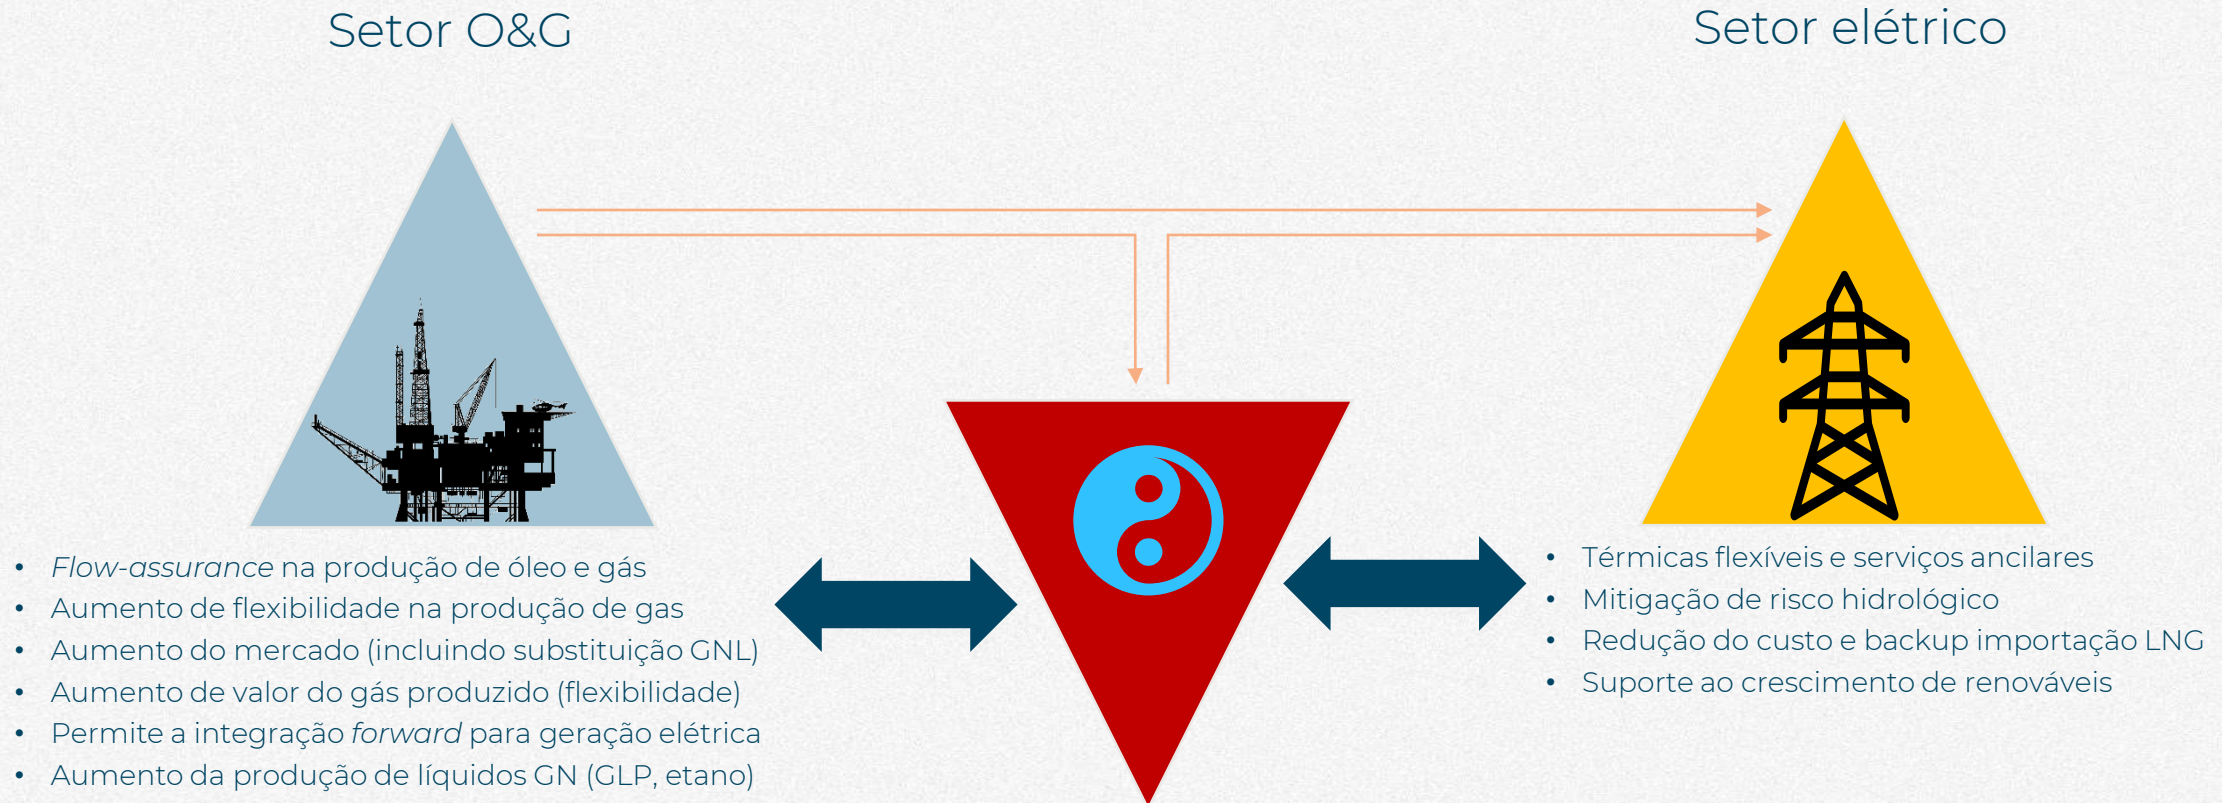 Setor O&G
Setor elétrico
• Flow-assurance na produção de óleo e gás
• Aumento de flexibilidade na produção de gas
• Aumento do mercado (incluindo substituição GNL)
• Aumento de valor do gás produzido (flexibilidade)
• Permite a integração forward para geração elétrica
• Aumento da produção de líquidos GN (GLP, etano)
• Térmicas flexíveis e serviços ancilares
• Mitigação de risco hidrológico
• Redução do custo e backup importação LNG
• Suporte ao crescimento de renováveis